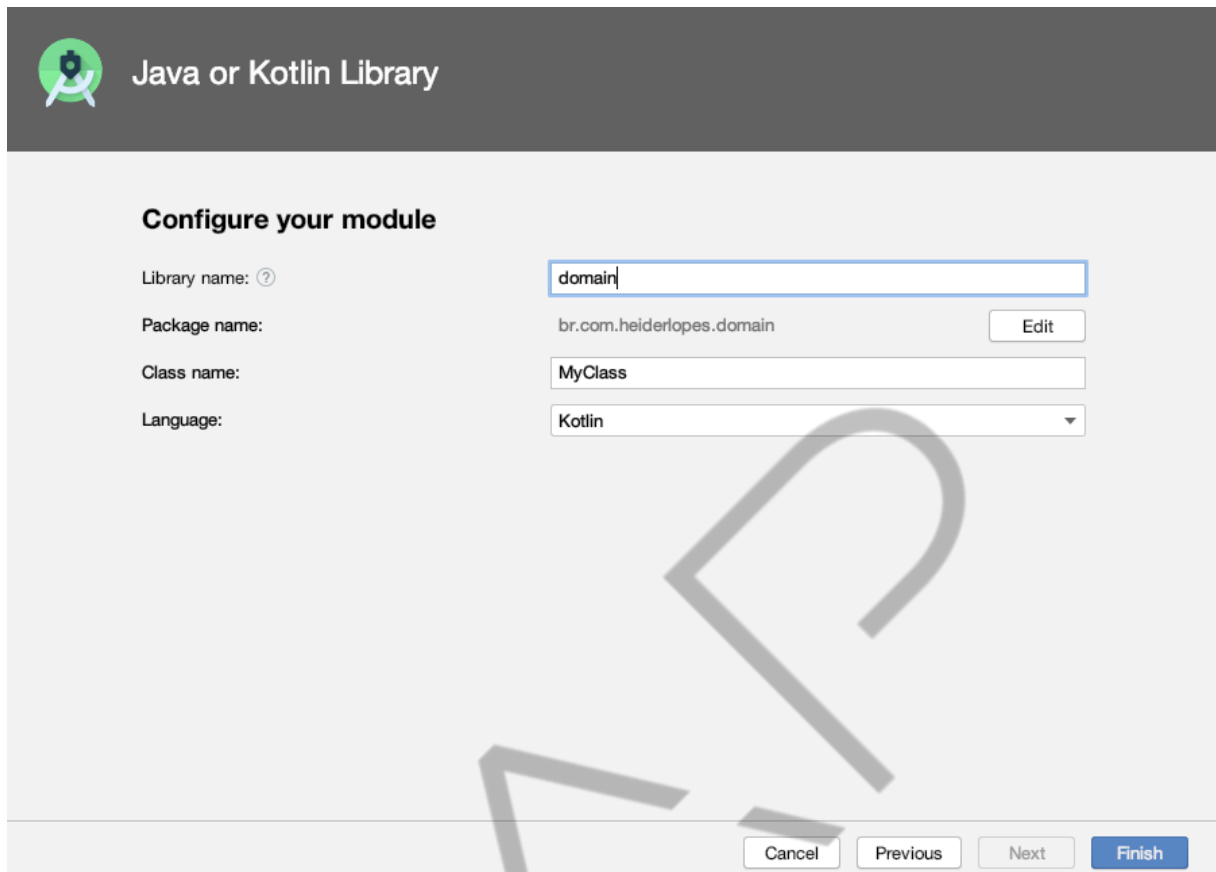 Java or Kotlin Library
Configure your module
Library name: ? domain
Package name: br.com.heiderlopes.domain Edit
Class name: MyClass
Language: Kotlin
Cancel Previous Next Finish